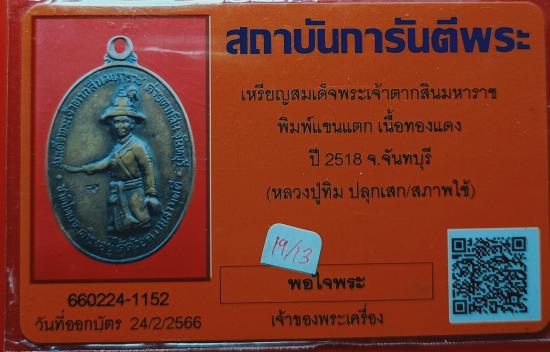 สถาบันการันตีพระ
เหรียญสมเด็จพระเจ้าตากสินมหาราช
พิมพ์แขนแตก เนื้อทองแดง
ปี 2518 จ.จันทบุรี
(หลวงปู่ทิม ปลุกเสก/สภาพใช้)
19/13
พอใจพระ
เจ้าของพระเครื่อง
660224-1152
วันที่ออกบัตร 24/2/2566